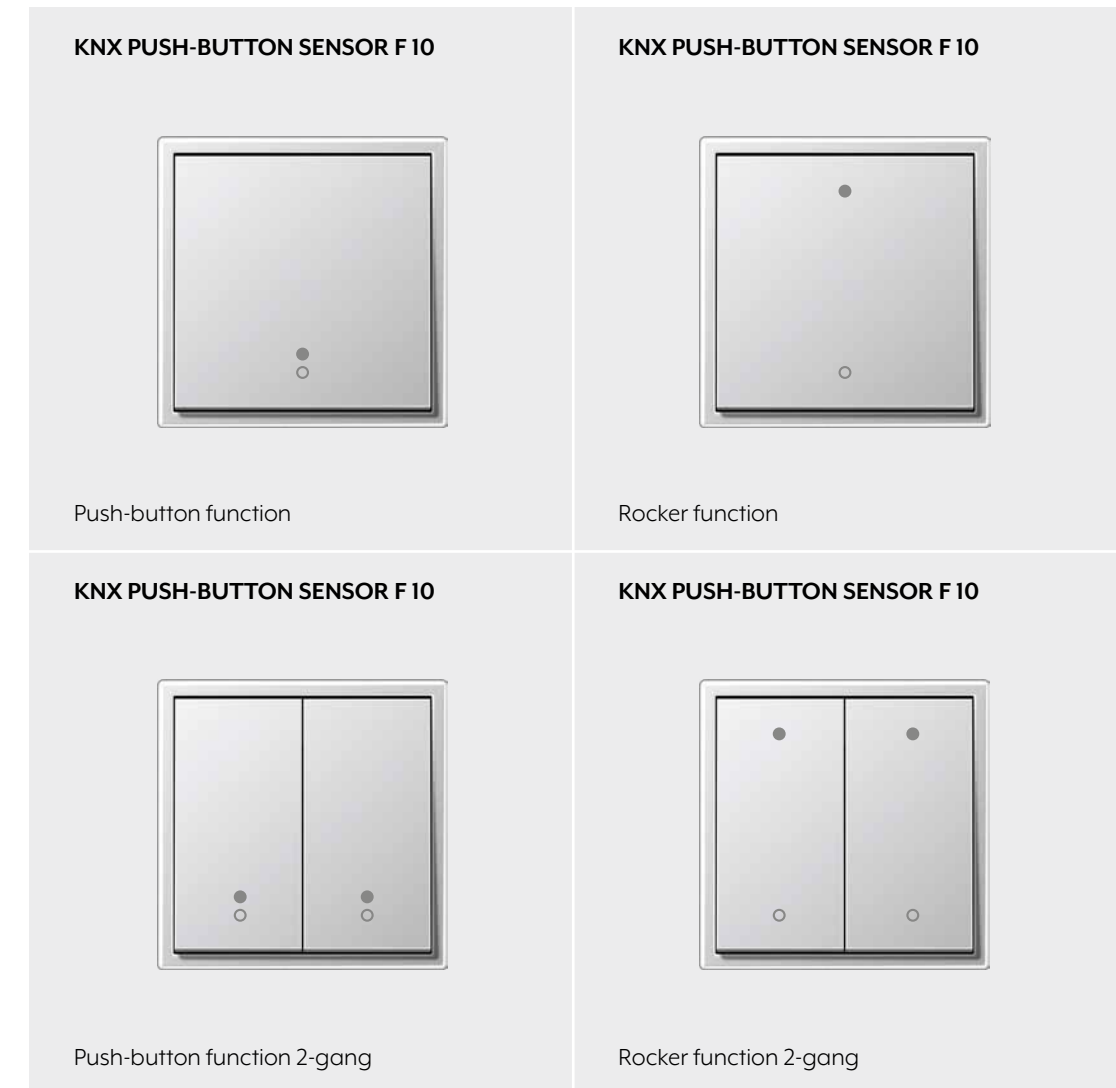 KNX PUSH-BUTTON SENSOR F 10
KNX PUSH-BUTTON SENSOR F 10
Push-button function
Rocker function
KNX PUSH-BUTTON SENSOR F 10
KNX PUSH-BUTTON SENSOR F 10
Push-button function 2-gang
Rocker function 2-gang